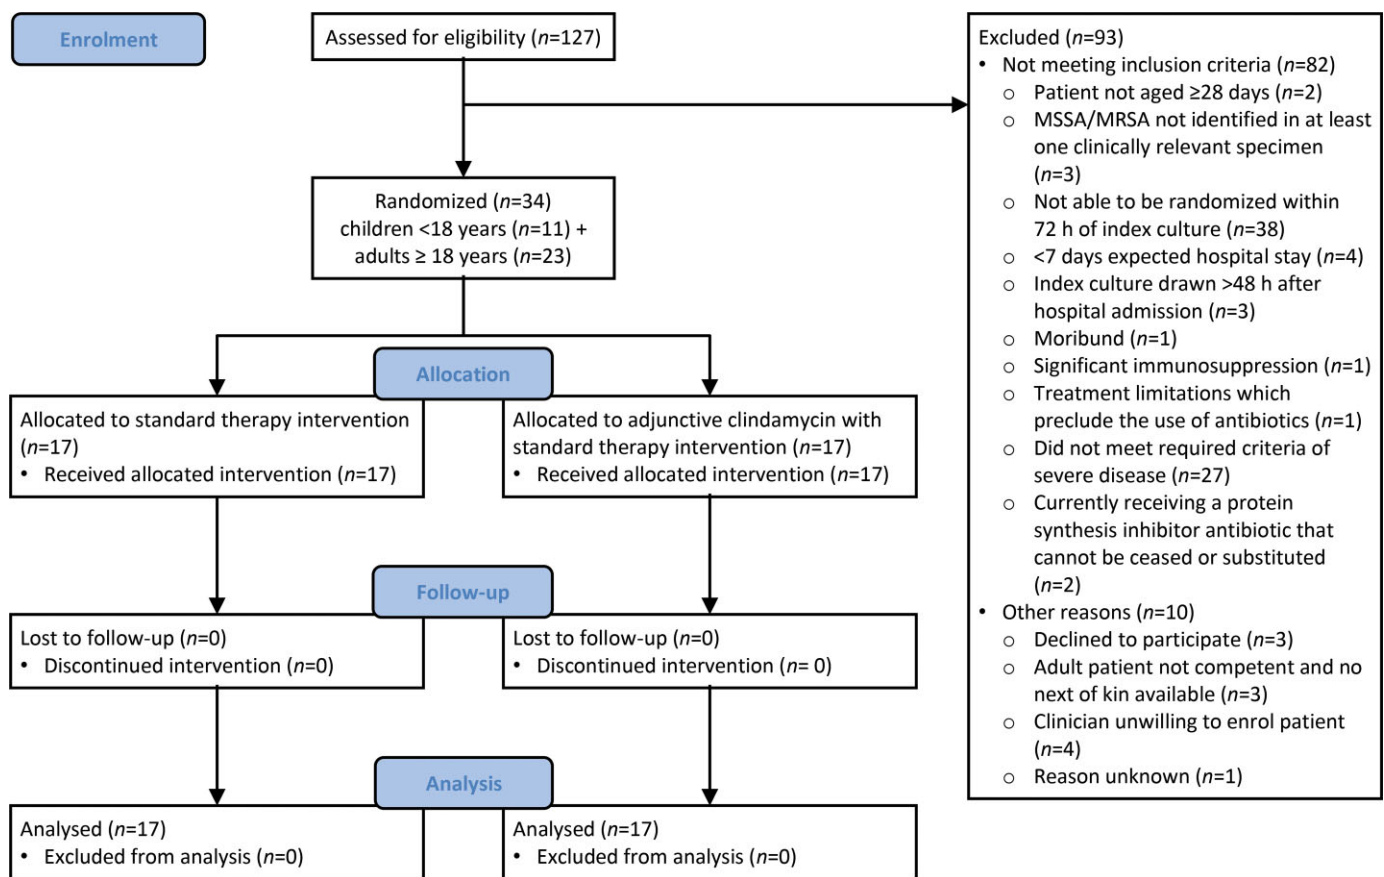 Enrolment
Assessed for eligibility (n=127)
Excluded (n=93)
• Not meeting inclusion criteria (n=82)
○ Patient not aged ≥28 days (n=2)
○ MSSA/MRSA not identified in at least
one clinically relevant specimen
(n=3)
○ Not able to be randomized within
72 h of index culture (n=38)
○ <7 days expected hospital stay (n=4)
○ Index culture drawn >48 h after
hospital admission (n=3)
○ Moribund (n=1)
○ Significant immunosuppression (n=1)
○ Treatment limitations which
preclude the use of antibiotics (n=1)
○ Did not meet required criteria of
severe disease (n=27)
○ Currently receiving a protein
synthesis inhibitor antibiotic that
cannot be ceased or substituted
(n=2)
• Other reasons (n=10)
○ Declined to participate (n=3)
○ Adult patient not competent and no
next of kin available (n=3)
○ Clinician unwilling to enrol patient
(n=4)
○ Reason unknown (n=1)
Randomized (n=34)
children <18 years (n=11) +
adults ≥ 18 years (n=23)
Allocation
Allocated to standard therapy intervention
(n=17)
• Received allocated intervention (n=17)
Allocated to adjunctive clindamycin with
standard therapy intervention (n=17)
• Received allocated intervention (n=17)
Follow-up
Lost to follow-up (n=0)
• Discontinued intervention (n=0)
Lost to follow-up (n=0)
• Discontinued intervention (n= 0)
Analysis
Analysed (n=17)
• Excluded from analysis (n=0)
Analysed (n=17)
• Excluded from analysis (n=0)